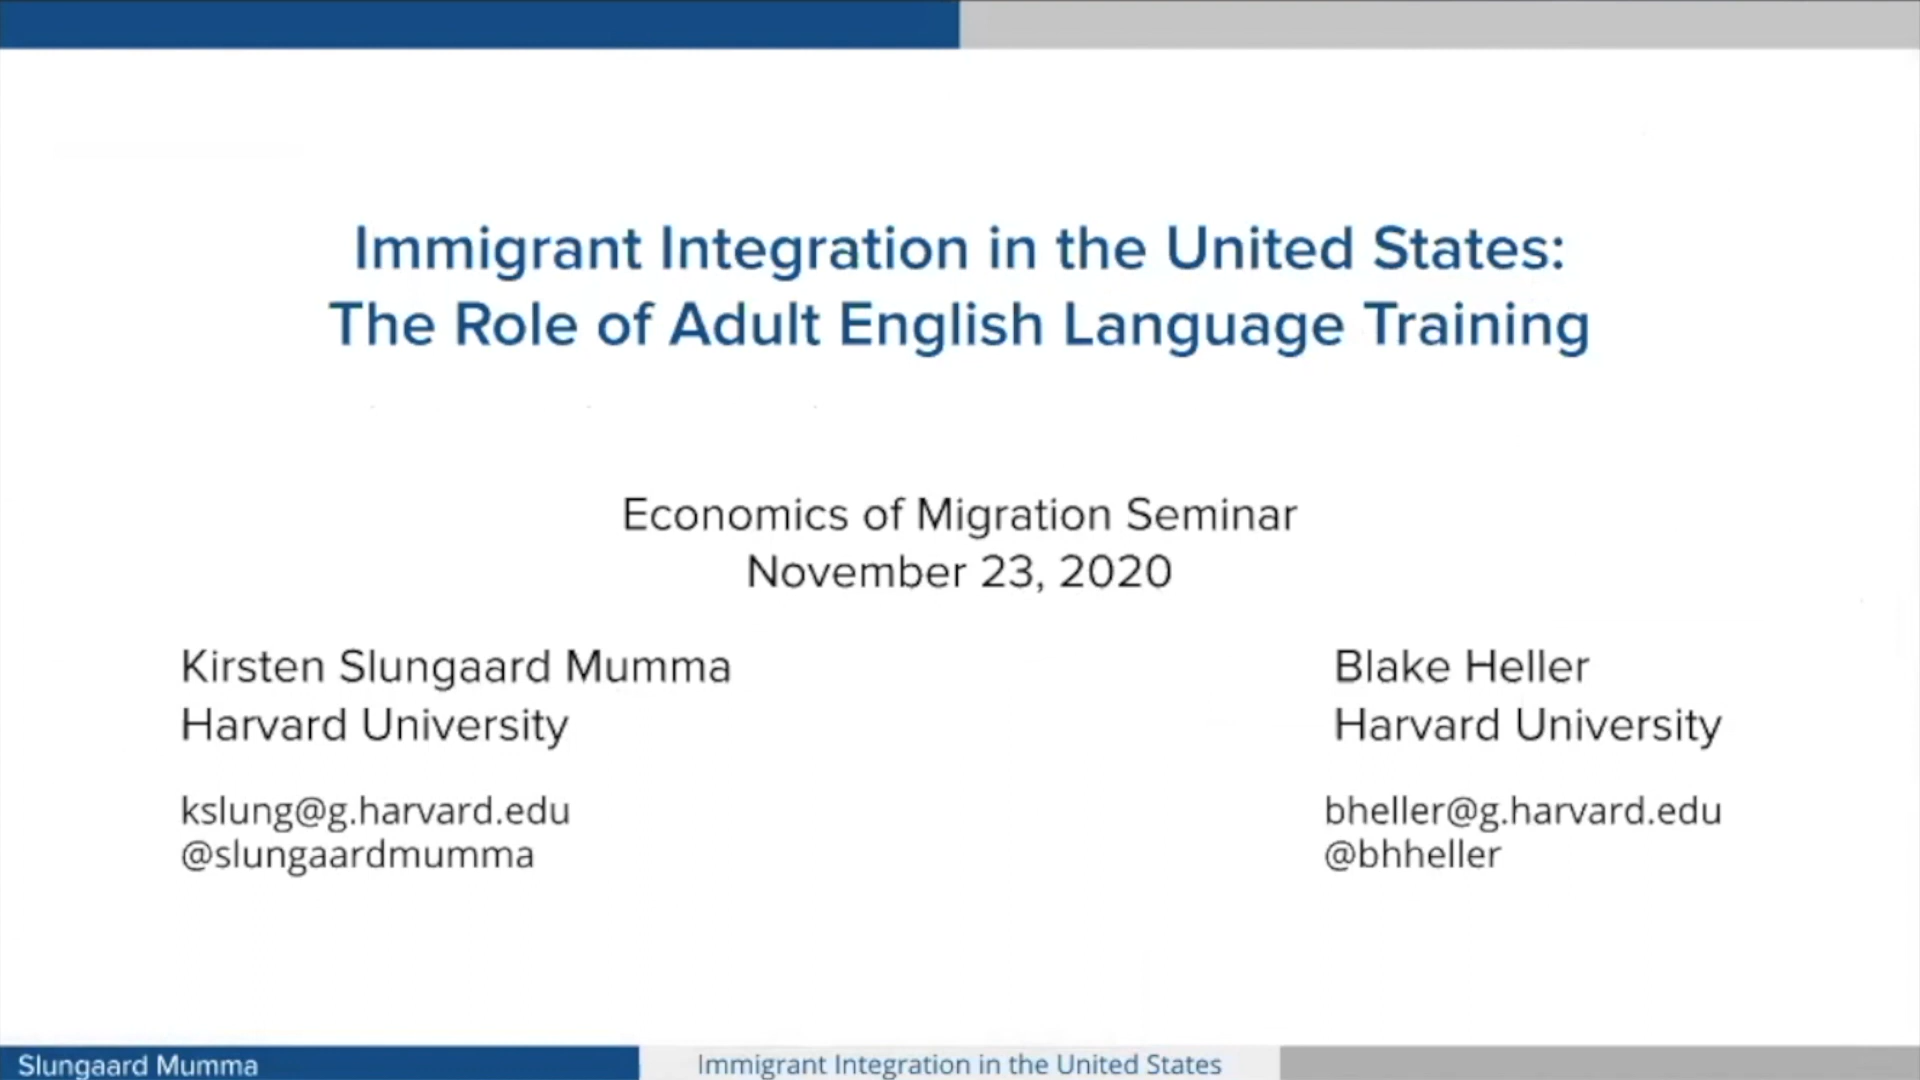 Immigrant Integration in the United States:
The Role of Adult English Language Training
Economics of Migration Seminar
November 23, 2020
Kirsten Slungaard Mumma
Harvard University
kslung@g.harvard.edu
@slungaardmumma
Blake Heller
Harvard University
bheller@g.harvard.edu
@bhheller
Slungaard Mumma
Immigrant Integration in the United States